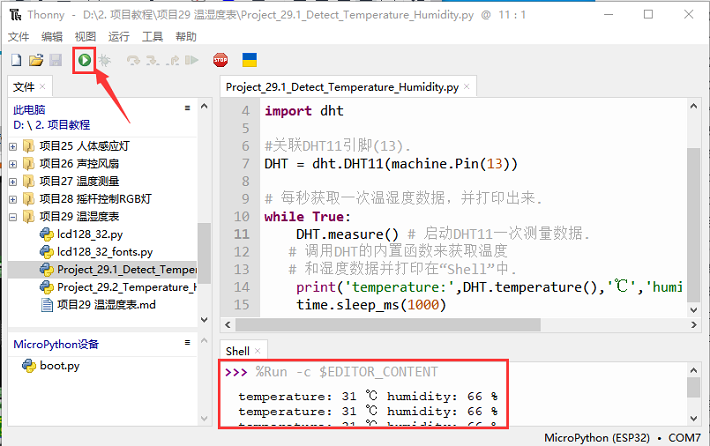 Thonny - D:\2. 项目教程\项目29 温湿度表\Project_29.1_Detect_Temperature_Humidity.py @ 11 : 1
文件 编辑 视图 运行 工具 帮助
STOP
文件 ×
此电脑
D: \ 2. 项目教程
项目25 人体感应灯
项目26 声控风扇
项目27 温度测量
项目28 摇杆控制RGB灯
项目29 温湿度表
lcd128_32.py
lcd128_32_fonts.py
Project_29.1_Detect_Tempe
Project_29.2_Temperature_H
项目29 温湿度表.md
MicroPython设备
boot.py
Project_29.1_Detect_Temperature_Humidity.py ×
4 import dht
5
6 #关联DHT11引脚(13).
7 DHT = dht.DHT11(machine.Pin(13))
8
9 # 每秒获取一次温湿度数据，并打印出来.
10 while True:
11 DHT.measure() # 启动DHT11一次测量数据.
12 # 调用DHT的内置函数来获取温度
13 # 和湿度数据并打印在“Shell”中.
14 print('temperature:',DHT.temperature(),'℃','humi
15 time.sleep_ms(1000)
Shell ×
>>> %Run -c $EDITOR_CONTENT
temperature: 31 ℃ humidity: 66 %
temperature: 31 ℃ humidity: 66 %
temperature: 31 ℃ humidity: 66 %
MicroPython (ESP32) • COM7